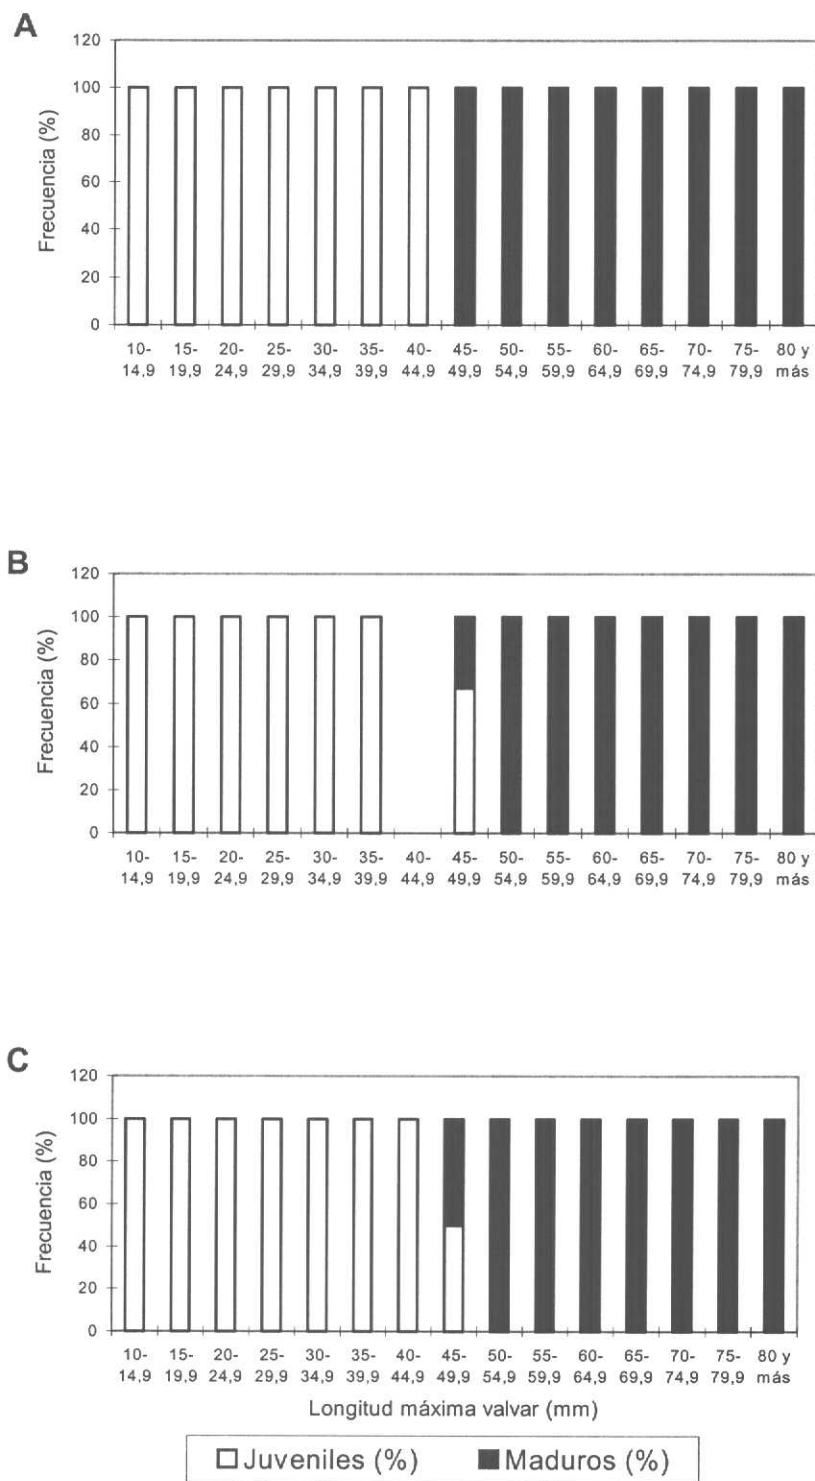 A
120
100
80
60
40
20
0
Frecuencia (%)
10- 15- 20- 25- 30- 35- 40- 45- 50- 55- 60- 65- 70- 75- 80 y
14,9 19,9 24,9 29,9 34,9 39,9 44,9 49,9 54,9 59,9 64,9 69,9 74,9 79,9 más
B
120
100
80
60
40
20
0
Frecuencia (%)
10- 15- 20- 25- 30- 35- 40- 45- 50- 55- 60- 65- 70- 75- 80 y
14,9 19,9 24,9 29,9 34,9 39,9 44,9 49,9 54,9 59,9 64,9 69,9 74,9 79,9 más
C
120
100
80
60
40
20
0
Frecuencia (%)
10- 15- 20- 25- 30- 35- 40- 45- 50- 55- 60- 65- 70- 75- 80 y
14,9 19,9 24,9 29,9 34,9 39,9 44,9 49,9 54,9 59,9 64,9 69,9 74,9 79,9 más
Longitud máxima valvar (mm)
Juveniles (%) Maduros (%)